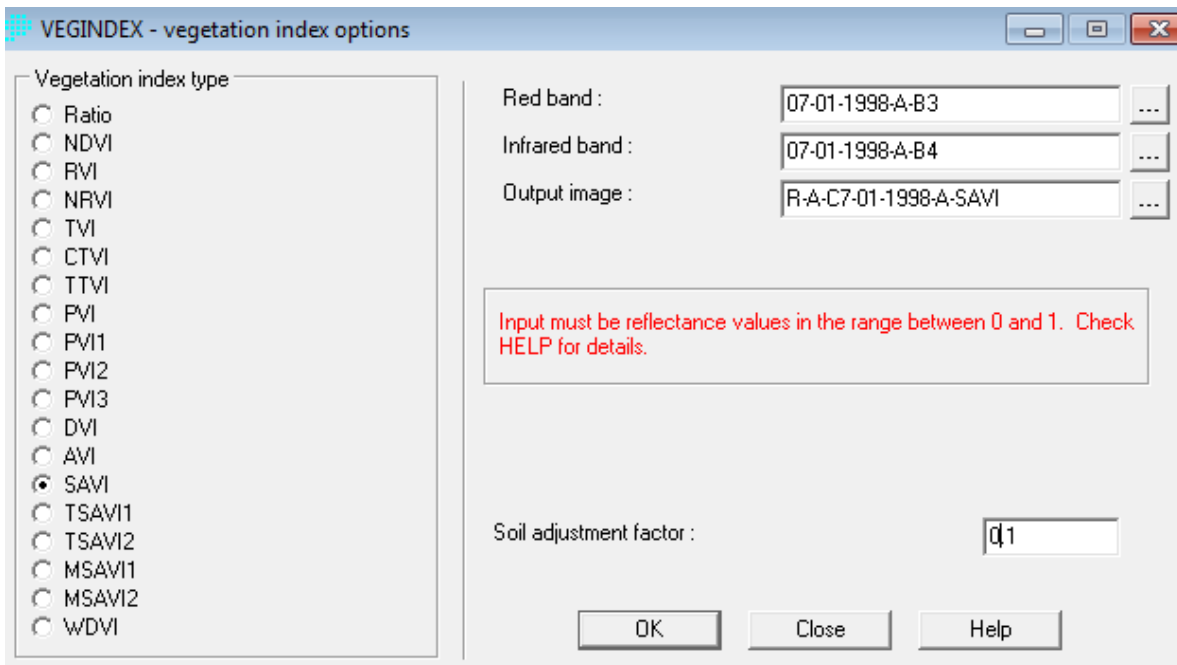 VEGINDEX - vegetation index options
Vegetation index type
Ratio
NDVI
RVI
NRVI
TVI
CTVI
TTVI
PVI
PVI1
PVI2
PVI3
DVI
AVI
SAVI
TSAVI1
TSAVI2
MSAVI1
MSAVI2
WDVI
Red band : 07-01-1998-A-B3 ...
Infrared band : 07-01-1998-A-B4 ...
Output image : R-A-C7-01-1998-A-SAVI ...
Input must be reflectance values in the range between 0 and 1. Check
HELP for details.
Soil adjustment factor : 0.1
OK Close Help